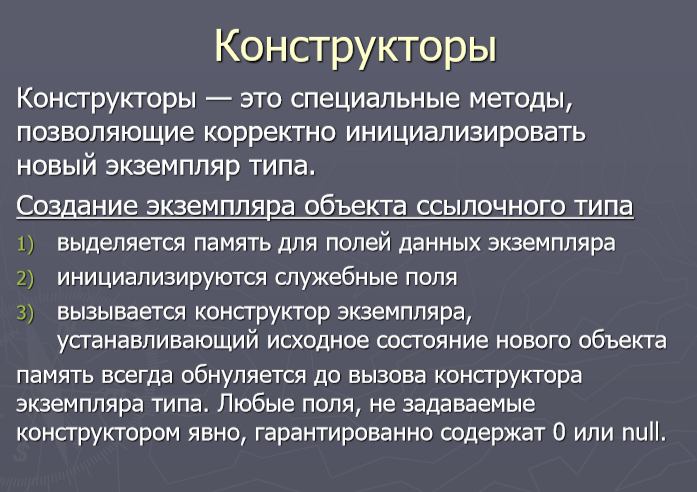 Конструкторы
Конструкторы — это специальные методы,
позволяющие корректно инициализировать
новый экземпляр типа.
Создание экземпляра объекта ссылочного типа
1) выделяется память для полей данных экземпляра
2) инициализируются служебные поля
3) вызывается конструктор экземпляра,
устанавливающий исходное состояние нового объекта
память всегда обнуляется до вызова конструктора
экземпляра типа. Любые поля, не задаваемые
конструктором явно, гарантированно содержат 0 или null.